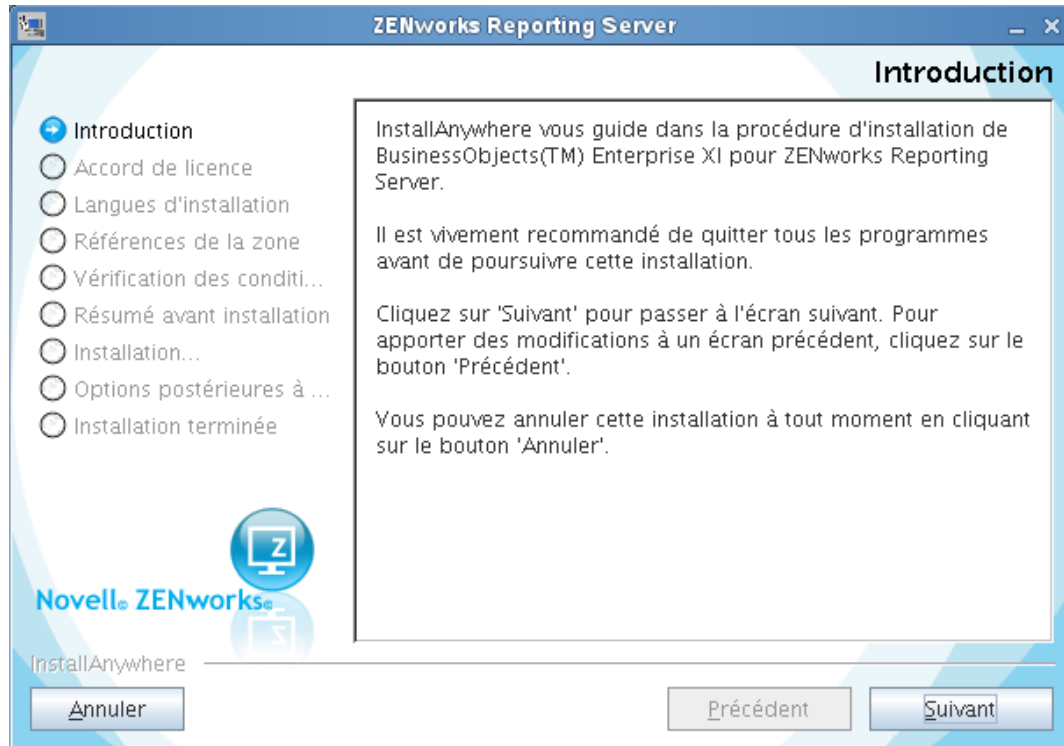 ZENworks Reporting Server
Introduction
Introduction
Accord de licence
Langues d'installation
Références de la zone
Vérification des conditi...
Résumé avant installation
Installation...
Options postérieures à ...
Installation terminée
InstallAnywhere vous guide dans la procédure d'installation de
BusinessObjects(TM) Enterprise XI pour ZENworks Reporting
Server.
Il est vivement recommandé de quitter tous les programmes
avant de poursuivre cette installation.
Cliquez sur 'Suivant' pour passer à l'écran suivant. Pour
apporter des modifications à un écran précédent, cliquez sur le
bouton 'Précédent'.
Vous pouvez annuler cette installation à tout moment en cliquant
sur le bouton 'Annuler'.
Z
Novell® ZENworks®
InstallAnywhere
Annuler
Précédent
Suivant